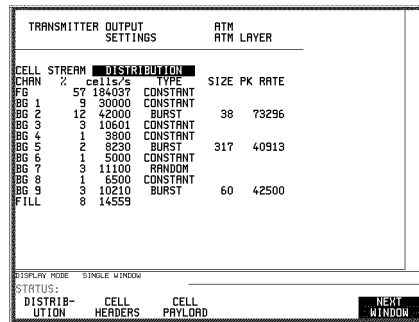 TRANSMITTER OUTPUT ATM
SETTINGS ATM LAYER
CELL STREAM DISTRIBUTION
CHAN % cells/s TYPE SIZE PK RATE
FG 57 184037 CONSTANT
BG 1 9 30000 CONSTANT
BG 2 12 42000 BURST 38 73296
BG 3 3 10601 CONSTANT
BG 4 1 3800 CONSTANT
BG 5 2 8230 BURST 317 40913
BG 6 1 5000 CONSTANT
BG 7 3 11100 RANDOM
BG 8 1 6500 CONSTANT
BG 9 3 10210 BURST 60 42500
FILL 8 14559
DISPLAY MODE SINGLE WINDOW
STATUS:
DISTRIB- CELL CELL NEXT
UTION HEADERS PAYLOAD WINDOW